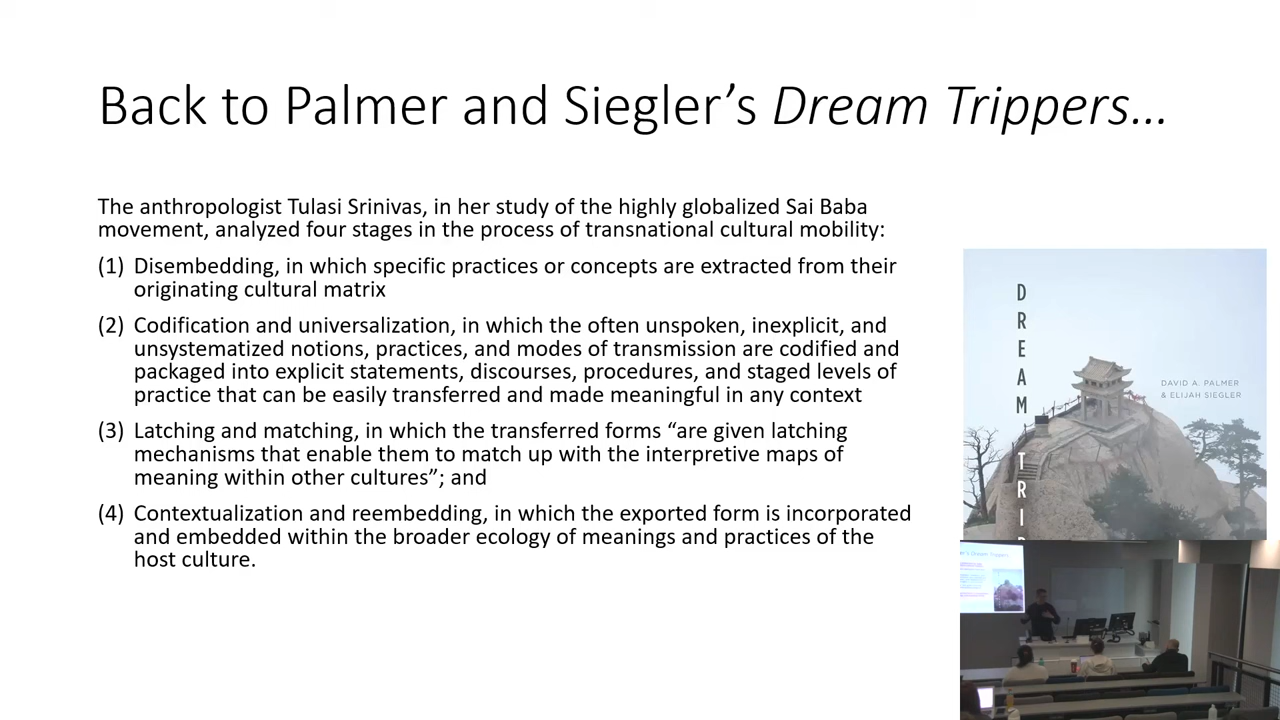 Back to Palmer and Siegler’s Dream Trippers…
The anthropologist Tulasi Srinivas, in her study of the highly globalized Sai Baba
movement, analyzed four stages in the process of transnational cultural mobility:
(1) Disembedding, in which specific practices or concepts are extracted from their
originating cultural matrix
(2) Codification and universalization, in which the often unspoken, inexplicit, and
unsystematized notions, practices, and modes of transmission are codified and
packaged into explicit statements, discourses, procedures, and staged levels of
practice that can be easily transferred and made meaningful in any context
(3) Latching and matching, in which the transferred forms “are given latching
mechanisms that enable them to match up with the interpretive maps of
meaning within other cultures”; and
(4) Contextualization and reembedding, in which the exported form is incorporated
and embedded within the broader ecology of meanings and practices of the
host culture.
DREAM TRI
DAVID A. PALMER
& ELIJAH SIEGLER